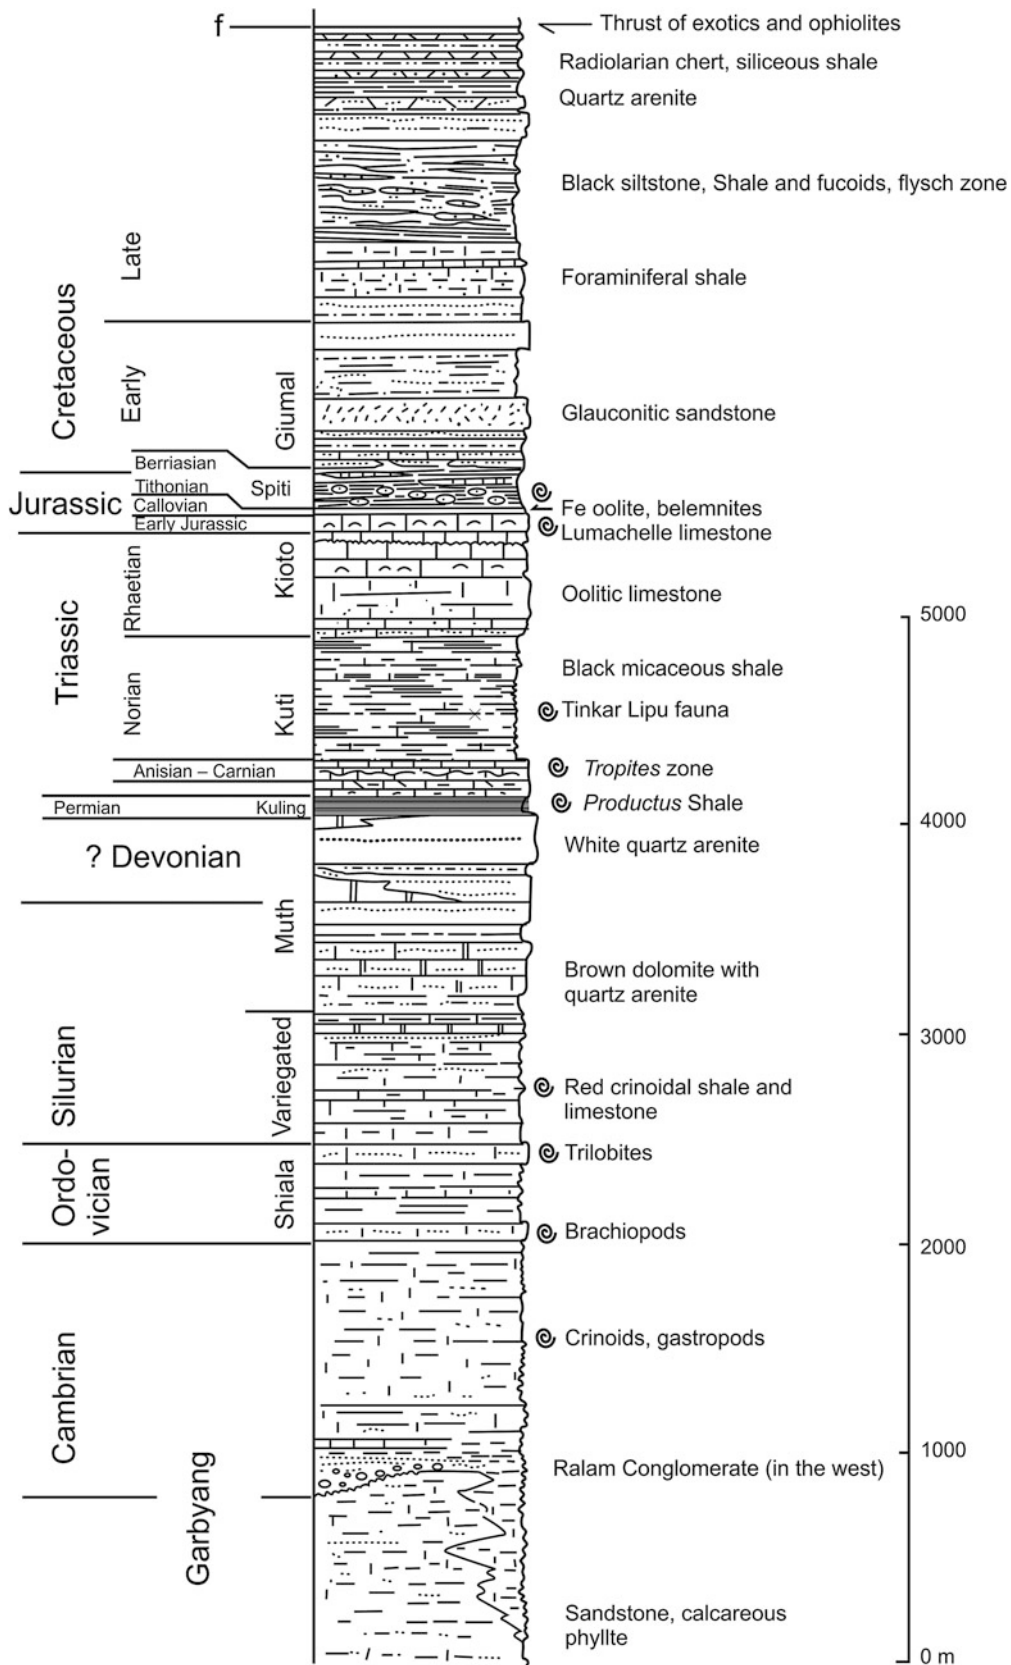 f
Thrust of exotics and ophiolites
Radiolarian chert, siliceous shale
Quartz arenite
Black siltstone, Shale and fucoids, flysch zone
Late
Foraminiferal shale
Cretaceous
Early
Giumal
Glauconitic sandstone
Berriasian
Tithonian
Spiti
Jurassic
Callovian
Fe oolite, belemnites
Early Jurassic
Lumachelle limestone
Rhaetian
Kioto
Oolitic limestone
5000
Triassic
Black micaceous shale
Norian
Kuti
Tinkar Lipu fauna
Anisian – Carnian
Tropites zone
Permian
Kuling
Productus Shale
4000
? Devonian
White quartz arenite
Muth
Brown dolomite with
quartz arenite
3000
Silurian
Variegated
Red crinoidal shale and
limestone
Trilobites
Ordo-
vician
Shiala
Brachiopods
2000
Crinoids, gastropods
Cambrian
1000
Ralam Conglomerate (in the west)
Garbyang
Sandstone, calcareous
phyllte
0 m